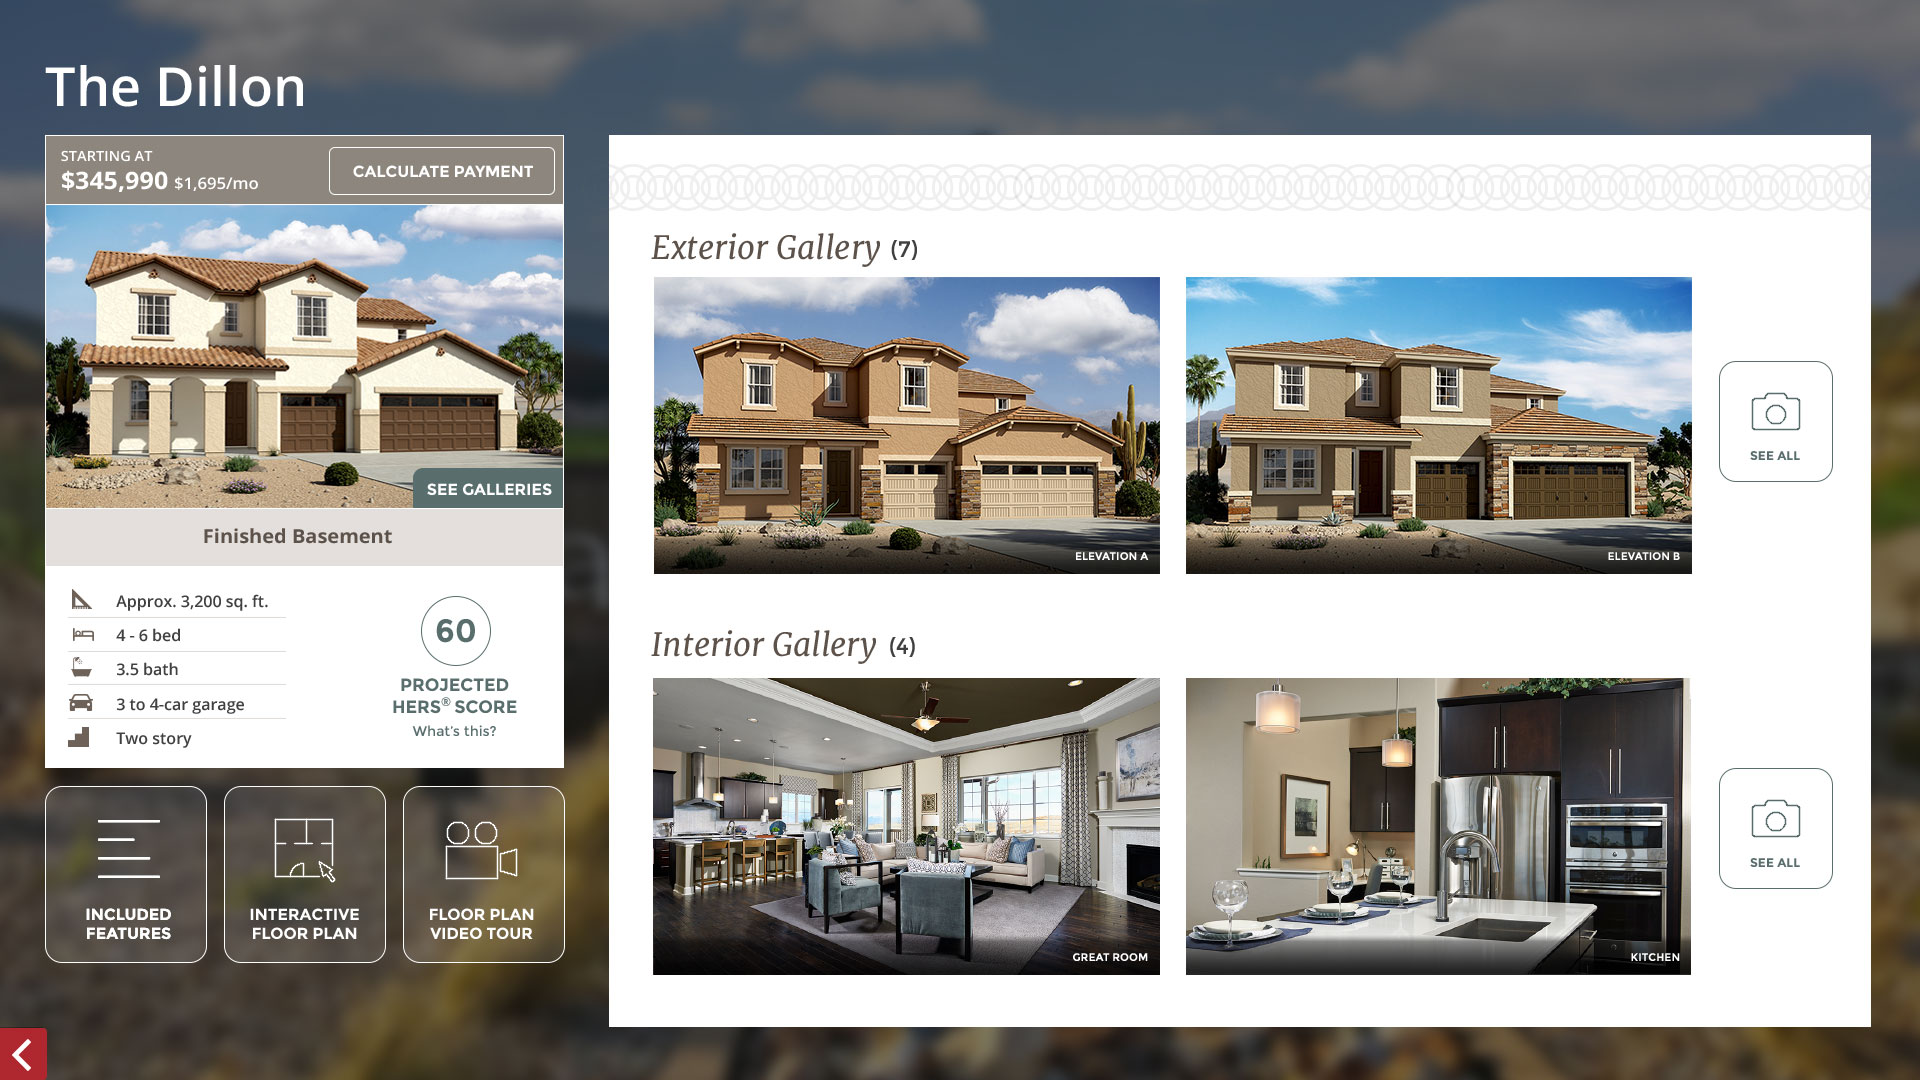 The Dillon
STARTING AT
$345,990 $1,695/mo
CALCULATE PAYMENT
SEE GALLERIES
Finished Basement
Approx. 3,200 sq. ft.
4 - 6 bed
3.5 bath
3 to 4-car garage
Two story
60
PROJECTED
HERS® SCORE
What's this?
INCLUDED
FEATURES
INTERACTIVE
FLOOR PLAN
FLOOR PLAN
VIDEO TOUR
Exterior Gallery (7)
ELEVATION A
ELEVATION B
SEE ALL
Interior Gallery (4)
GREAT ROOM
KITCHEN
SEE ALL